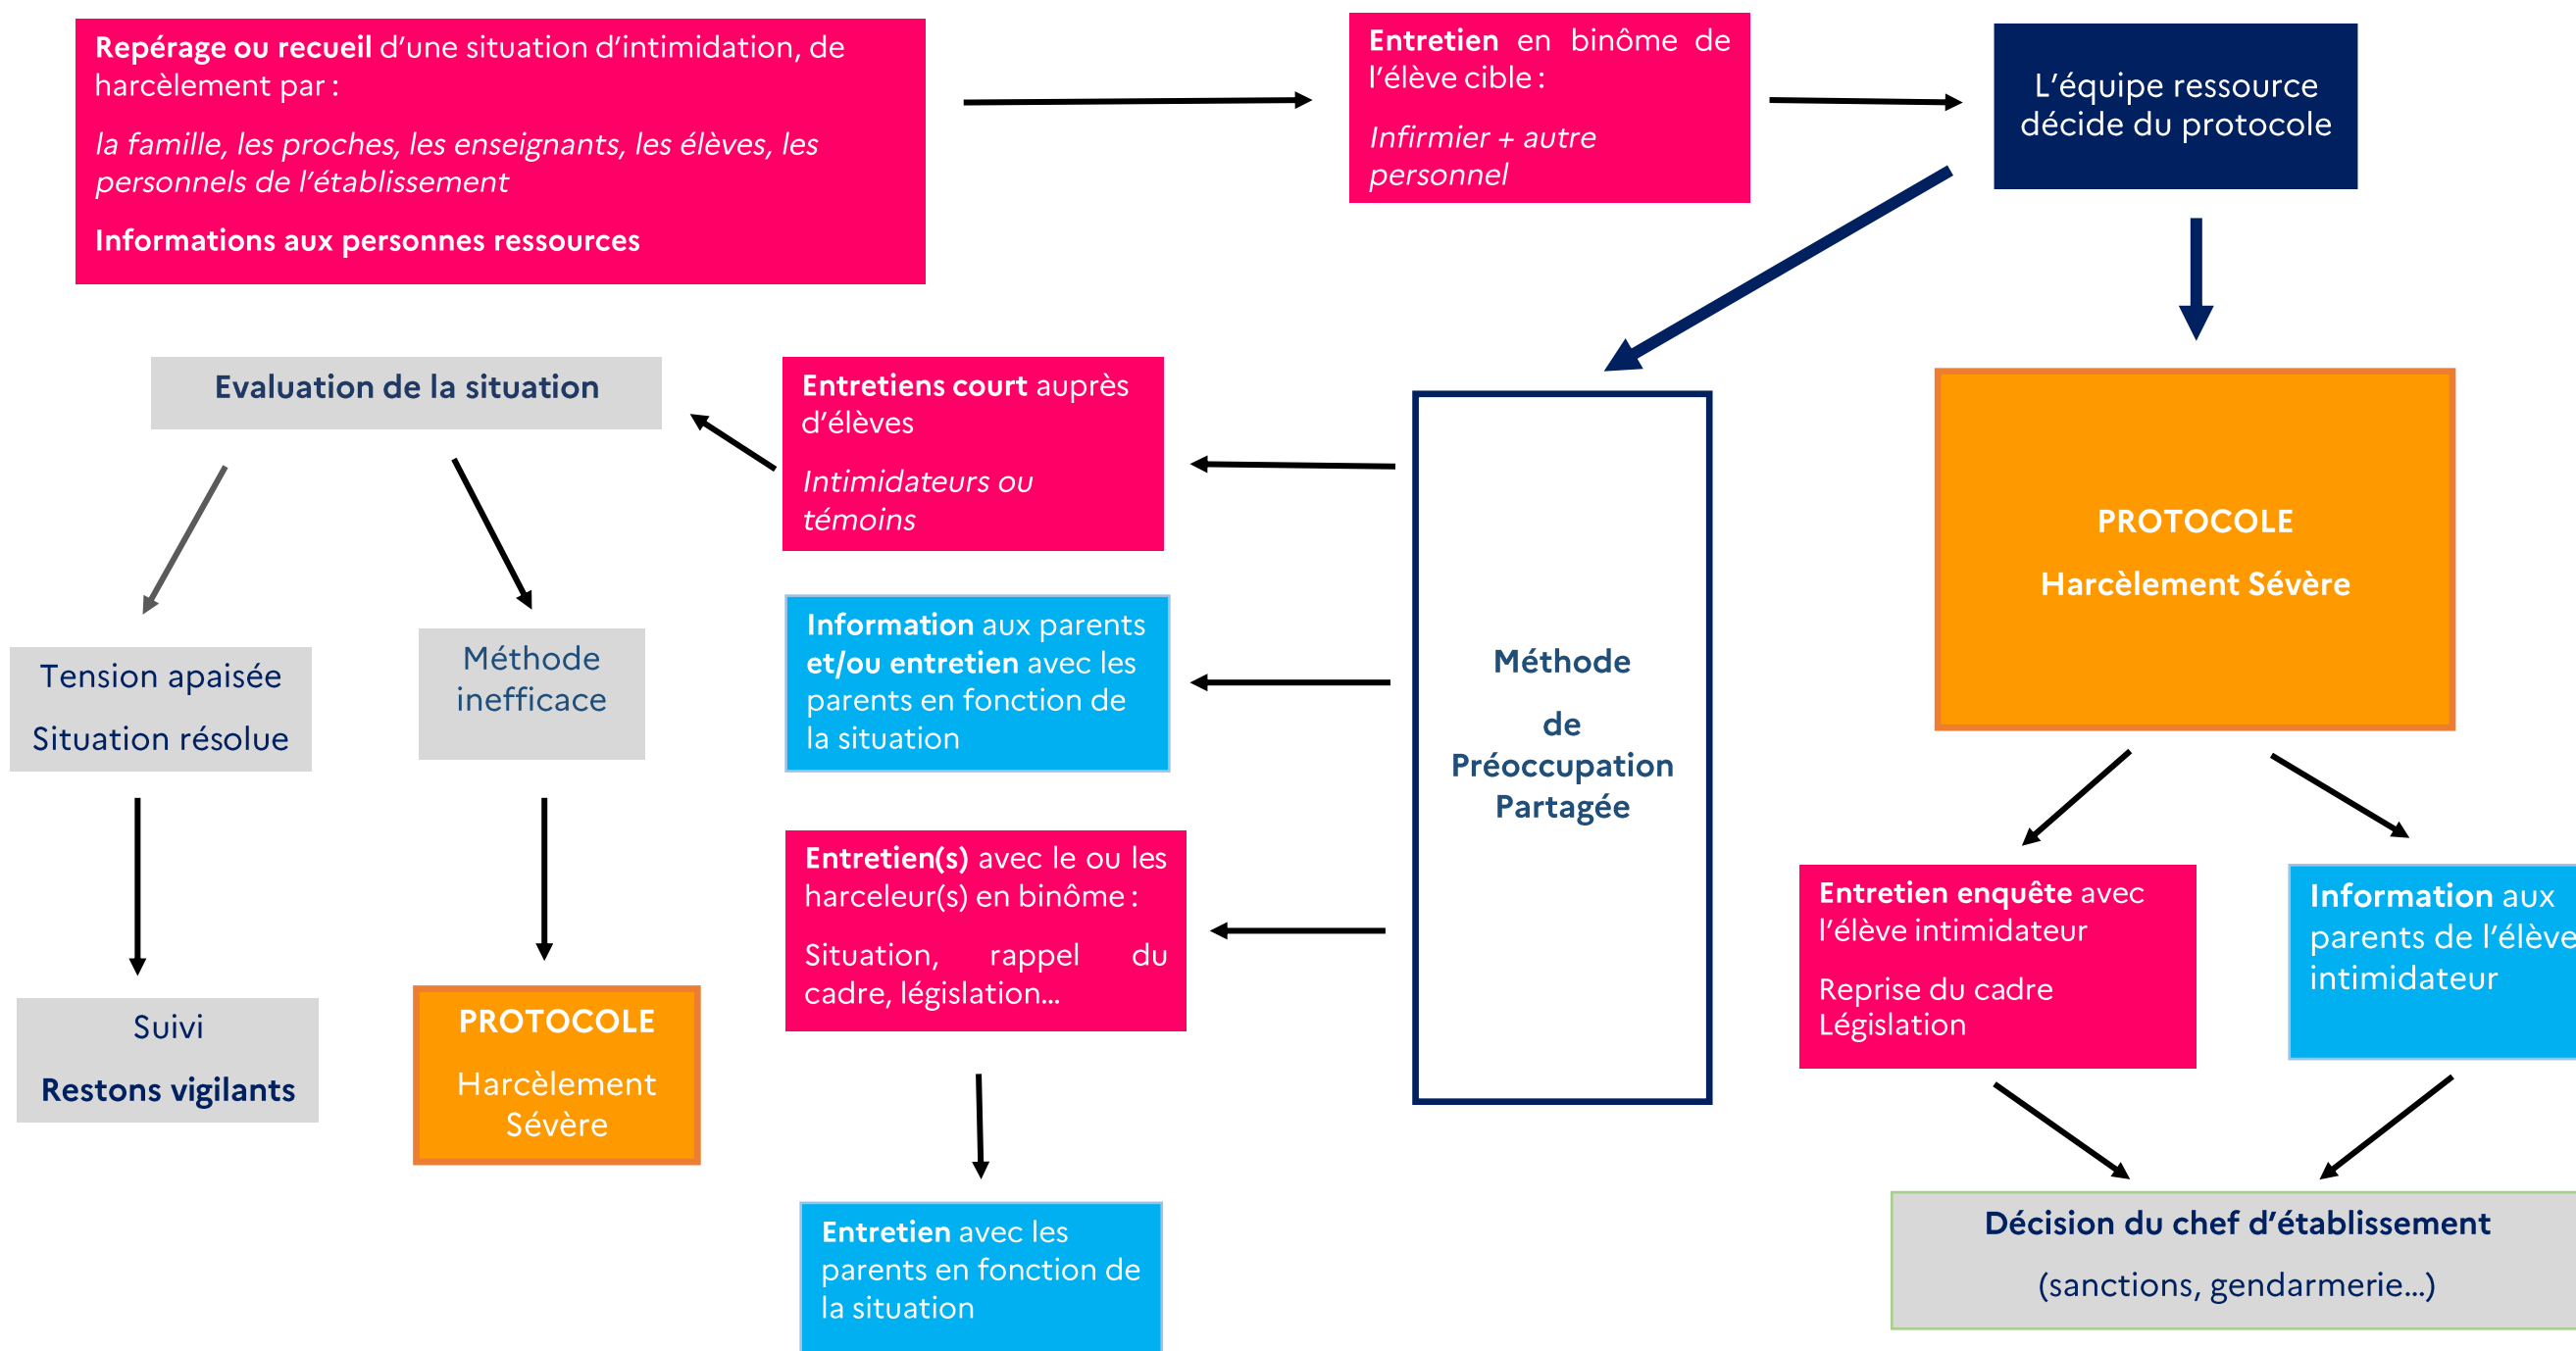 Repérage ou recueil d’une situation d’intimidation, de
harcèlement par :
la famille, les proches, les enseignants, les élèves, les
personnels de l’établissement
Informations aux personnes ressources
Entretien en binôme de
l’élève cible :
Infirmier + autre
personnel
L’équipe ressource
décide du protocole
Evaluation de la situation
Entretiens court auprès
d’élèves
Intimidateurs ou
témoins
Information aux parents
et/ou entretien avec les
parents en fonction de
la situation
Entretien(s) avec le ou les
harceleur(s) en binôme :
Situation, rappel du
cadre, législation...
Entretien avec les
parents en fonction de
la situation
Tension apaisée
Situation résolue
Méthode
inefficace
Suivi
Restons vigilants
PROTOCOLE
Harcèlement
Sévère
Méthode
de
Préoccupation
Partagée
PROTOCOLE
Harcèlement Sévère
Entretien enquête avec
l’élève intimidateur
Reprise du cadre
Législation
Information aux
parents de l’élève
intimidateur
Décision du chef d’établissement
(sanctions, gendarmerie...)